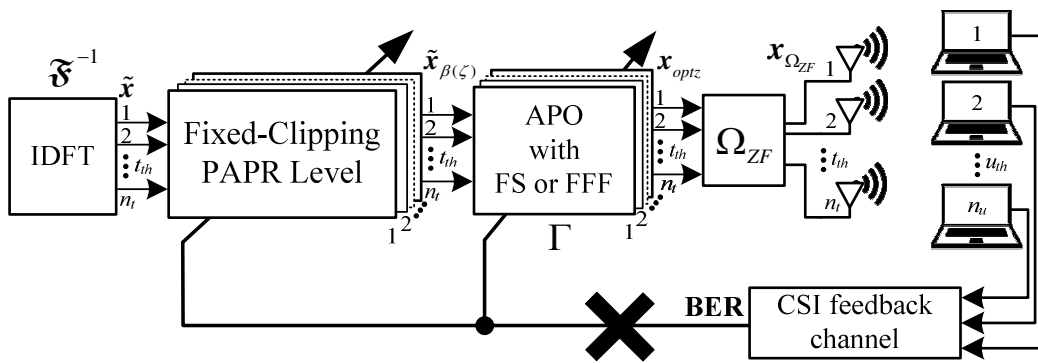 𝕱⁻¹
IDFT
x̃
1
2
t_th
n_t
Fixed-Clipping
PAPR Level
1 2
x̃_β(ζ)
1
2
t_th
n_t
APO
with
FS or FFF
Γ
1 2
x_optz
1
2
t_th
n_t
Ω_ZF
x_Ω_ZF
1
2
t_th
n_t
1
2
u_th
n_u
BER
CSI feedback
channel